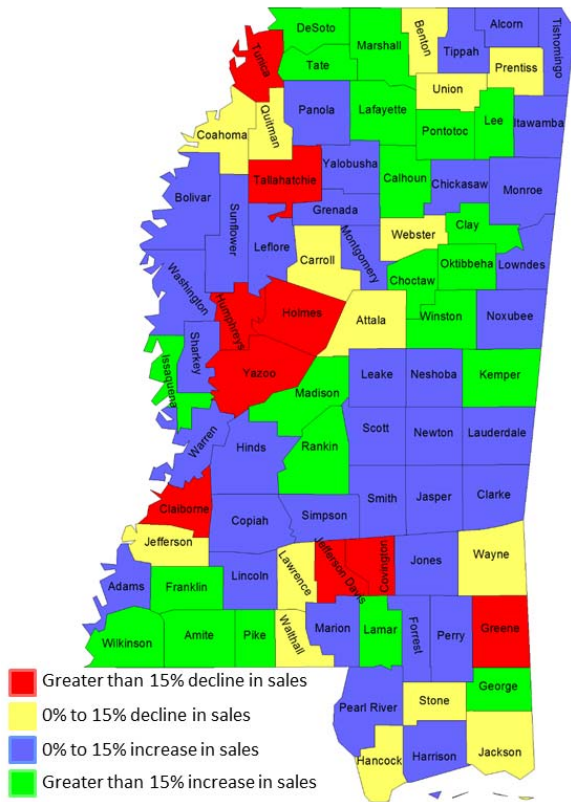 DeSoto
Benton
Alcorn
Tishomingo
Tunica
Marshall
Tippah
Tate
Prentiss
Union
Quitman
Panola
Lafayette
Lee
Itawamba
Coahoma
Pontotoc
Yalobusha
Tallahatchie
Calhoun
Chickasaw
Monroe
Bolivar
Sunflower
Grenada
Leflore
Montgomery
Webster
Clay
Carroll
Oktibbeha
Lowndes
Washington
Choctaw
Humphreys
Holmes
Attala
Winston
Noxubee
Sharkey
Issaquena
Yazoo
Leake
Neshoba
Kemper
Madison
Warren
Hinds
Rankin
Scott
Newton
Lauderdale
Claiborne
Copiah
Simpson
Smith
Jasper
Clarke
Jefferson
Lawrence
Jefferson Davis
Covington
Jones
Wayne
Adams
Franklin
Lincoln
Wilkinson
Amite
Pike
Walthall
Marion
Lamar
Forrest
Perry
Greene
Greater than 15% decline in sales
0% to 15% decline in sales
0% to 15% increase in sales
Greater than 15% increase in sales
Pearl River
Stone
George
Hancock
Harrison
Jackson